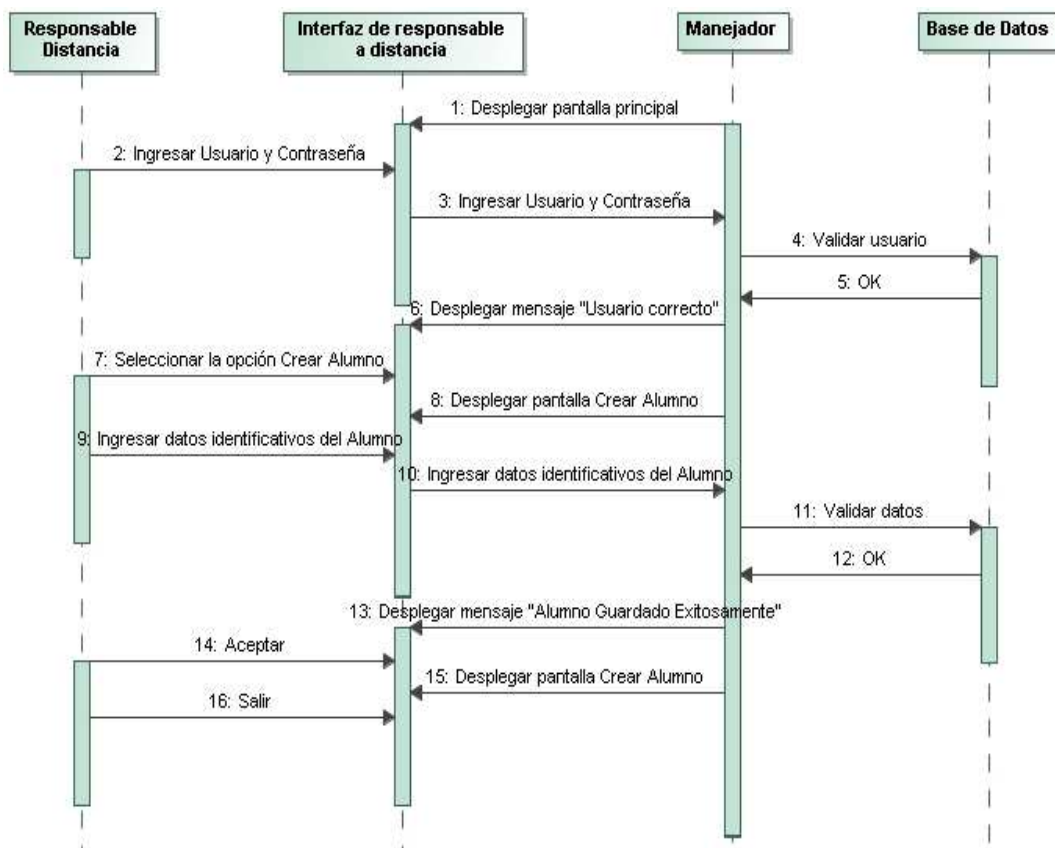 Responsable
Distancia
Interfaz de responsable
a distancia
Manejador
Base de Datos
1: Desplegar pantalla principal
2: Ingresar Usuario y Contraseña
3: Ingresar Usuario y Contraseña
4: Validar usuario
5: OK
6: Desplegar mensaje "Usuario correcto"
7: Seleccionar la opción Crear Alumno
8: Desplegar pantalla Crear Alumno
9: Ingresar datos identificativos del Alumno
10: Ingresar datos identificativos del Alumno
11: Validar datos
12: OK
13: Desplegar mensaje "Alumno Guardado Exitosamente"
14: Aceptar
15: Desplegar pantalla Crear Alumno
16: Salir